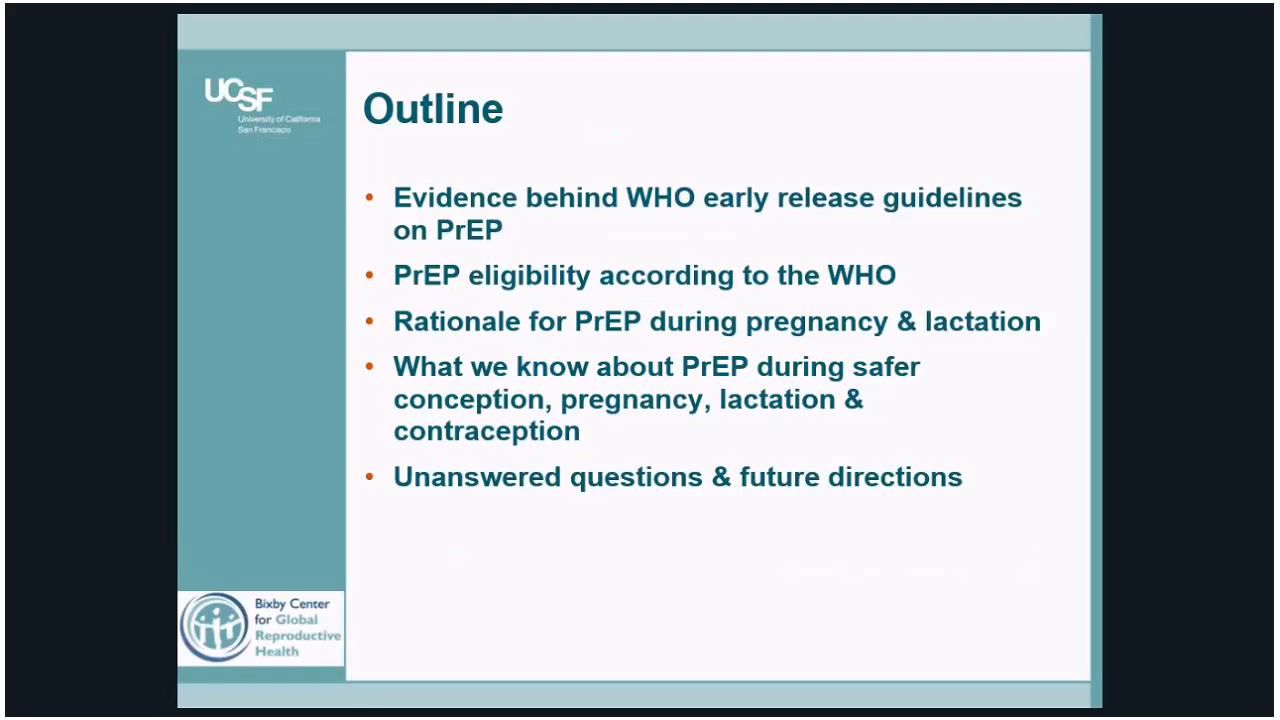 UCSF
University of California
San Francisco
Outline
• Evidence behind WHO early release guidelines
on PrEP
• PrEP eligibility according to the WHO
• Rationale for PrEP during pregnancy & lactation
• What we know about PrEP during safer
conception, pregnancy, lactation &
contraception
• Unanswered questions & future directions
Bixby Center
for Global
Reproductive
Health